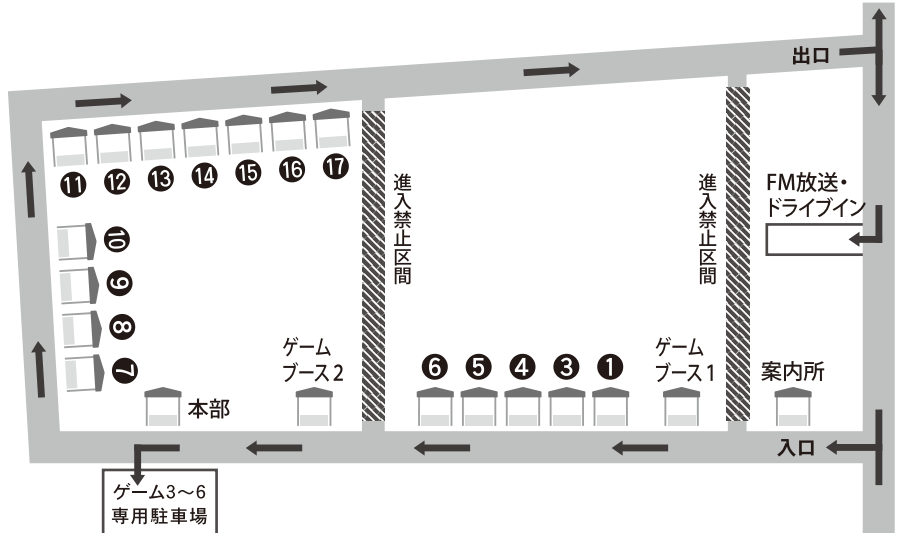 出口
⓫ ⓬ ⓭ ⓮ ⓯ ⓰ ⓱
進入禁止区間
進入禁止区間
FM放送・
ドライブイン
❿
❾
❽
❼
本部
ゲーム
ブース2
❻ ❺ ❹ ❸ ❶
ゲーム
ブース1
案内所
入口
ゲーム3〜6
専用駐車場